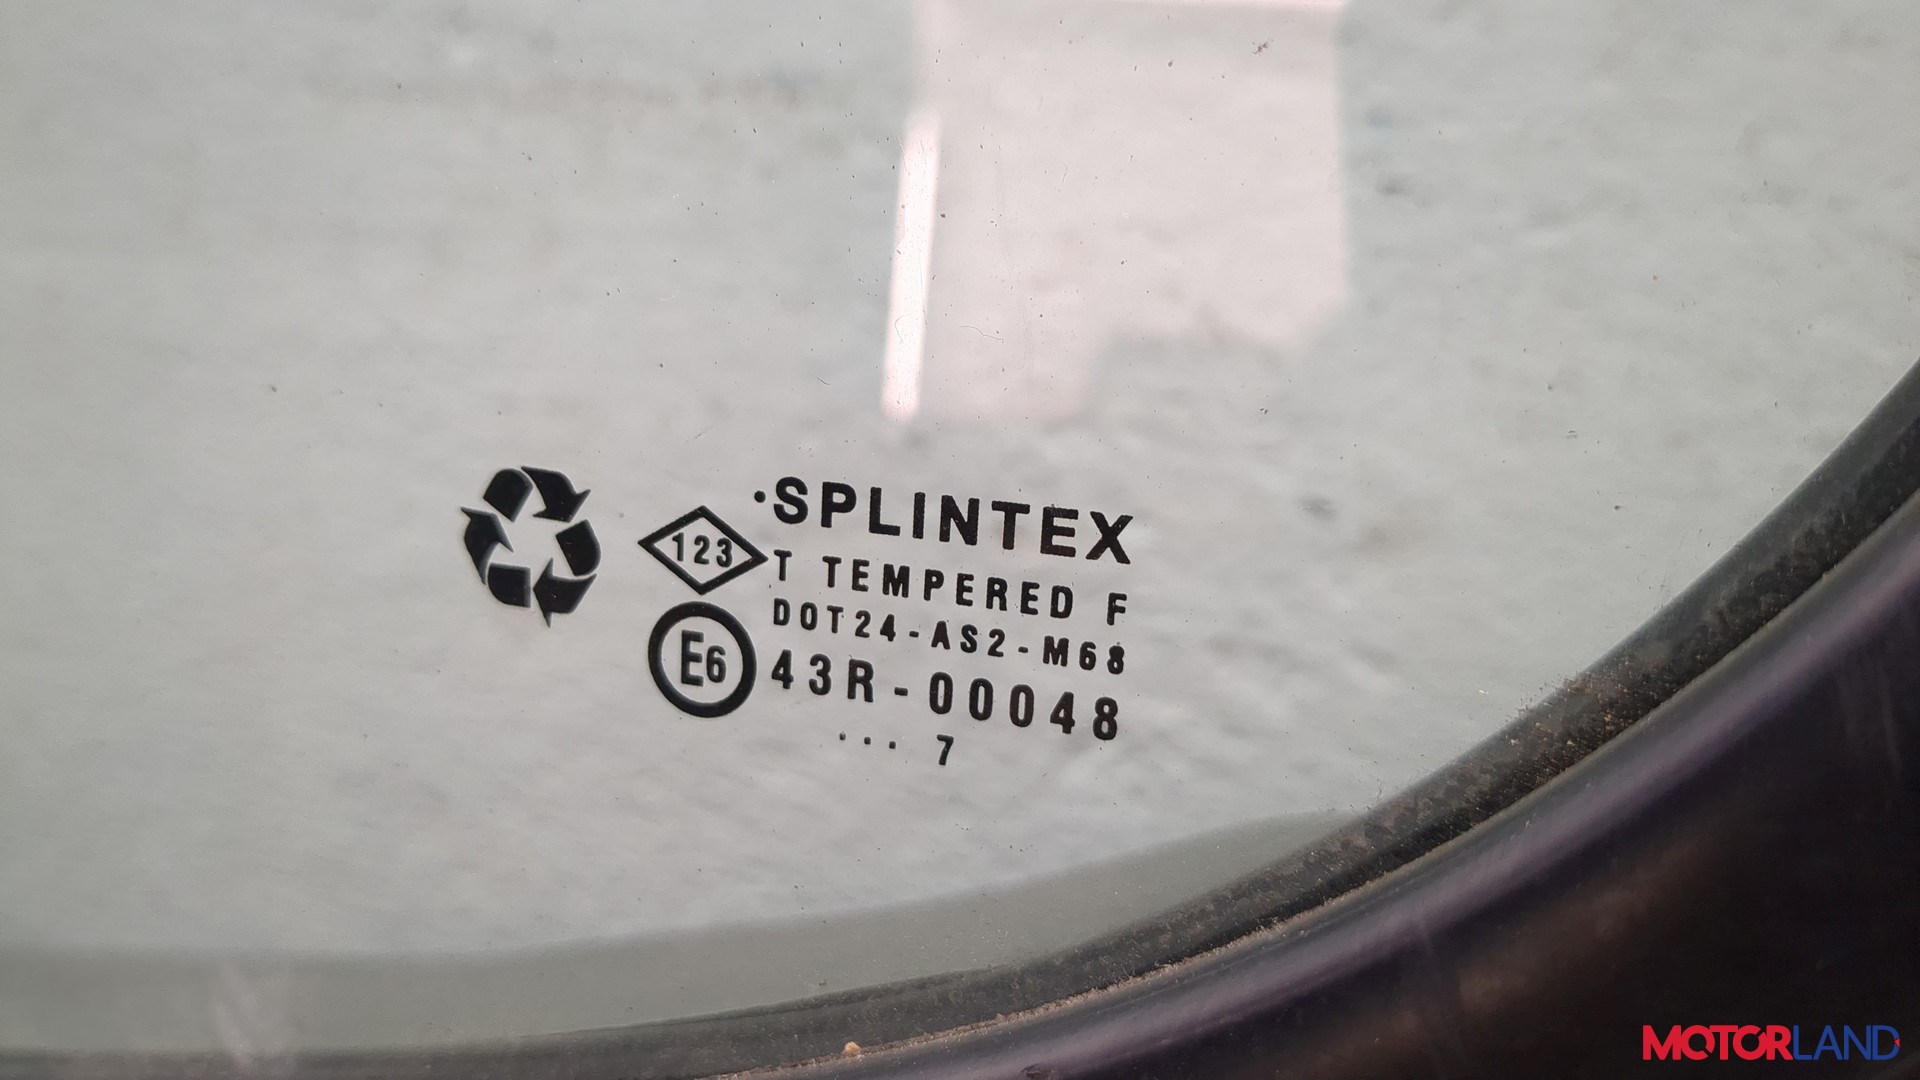 ·SPLINTEX
123
T TEMPERED F
DOT24-AS2-M68
E6 43R-00048
... 7
MOTORLAND